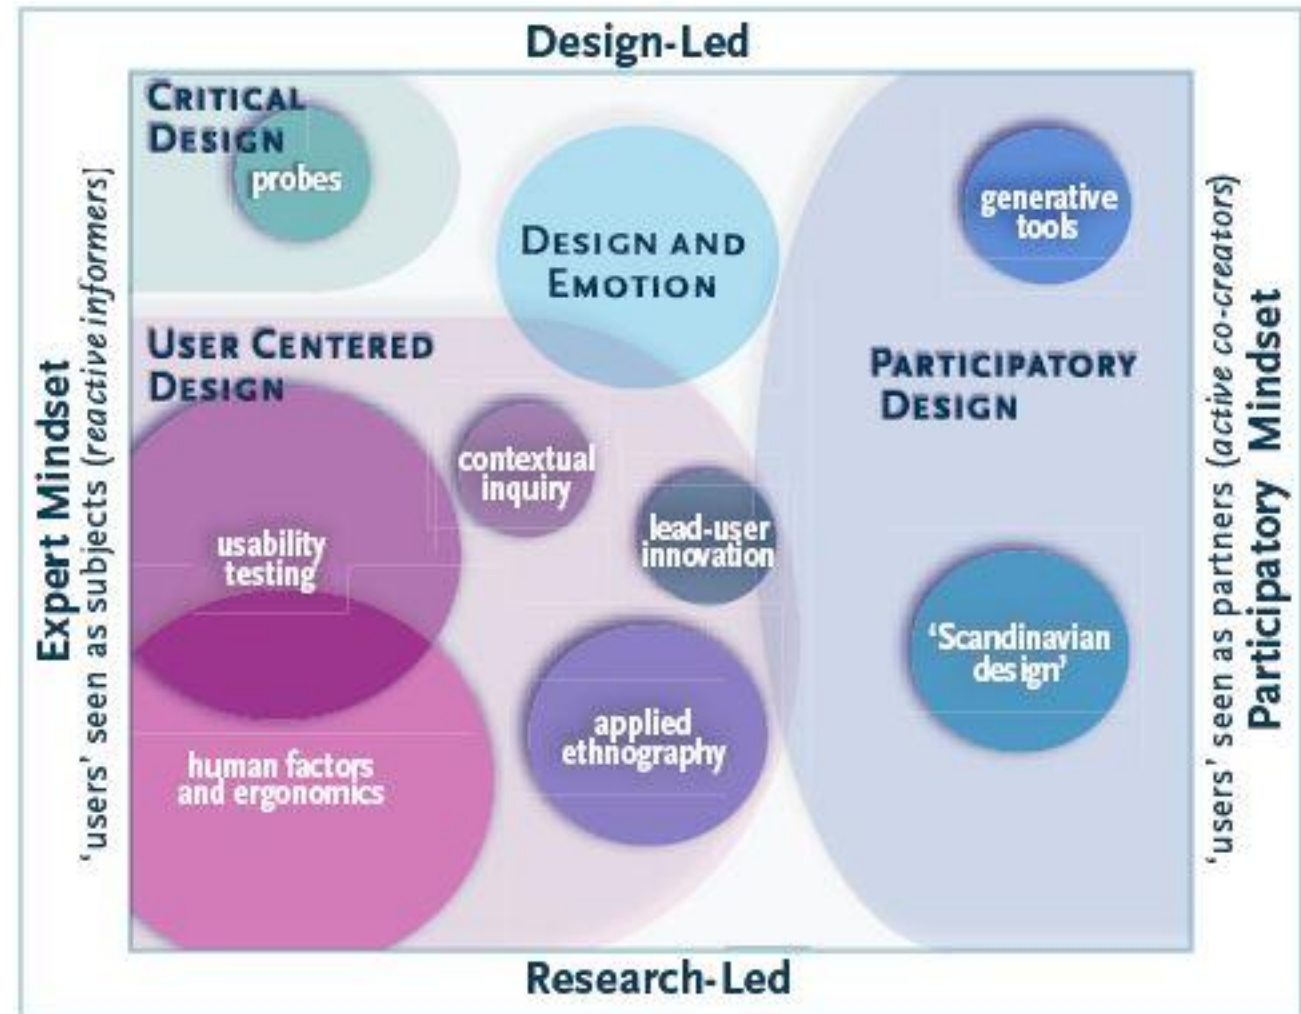 Design-Led
CRITICAL
DESIGN
probes
generative
tools
DESIGN AND
EMOTION
USER CENTERED
DESIGN
PARTICIPATORY
DESIGN
contextual
inquiry
lead-user
innovation
usability
testing
'Scandinavian
design'
applied
ethnography
human factors
and ergonomics
Research-Led
Expert Mindset
'users' seen as subjects (reactive informers)
'users' seen as partners (active co-creators)
Participatory Mindset